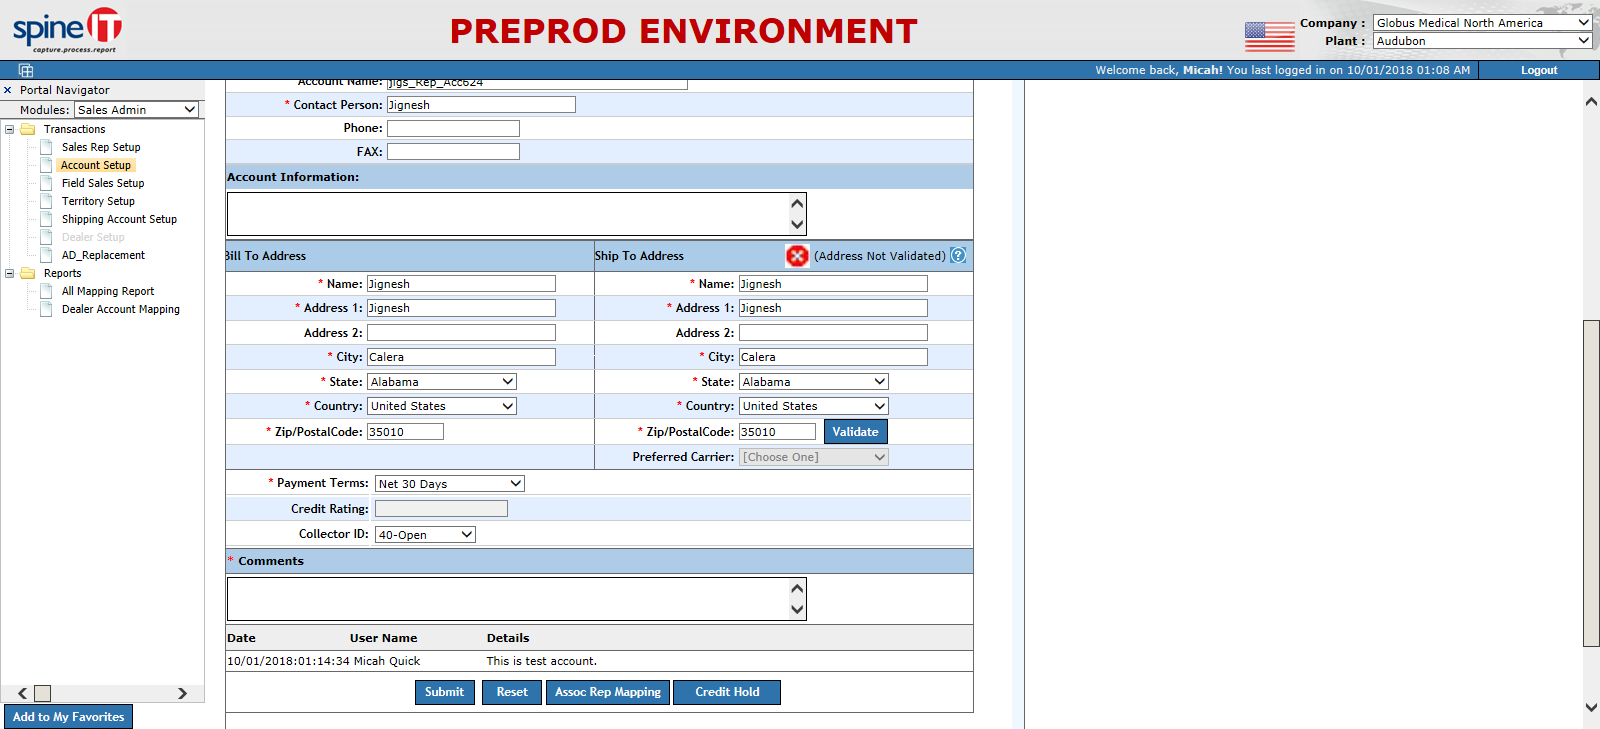 spine IT
capture.process.report
PREPROD ENVIRONMENT
Company : Globus Medical North America
Plant : Audubon
Welcome back, Micah! You last logged in on 10/01/2018 01:08 AM
Logout
Portal Navigator
Modules: Sales Admin
Transactions
Sales Rep Setup
Account Setup
Field Sales Setup
Territory Setup
Shipping Account Setup
Dealer Setup
AD_Replacement
Reports
All Mapping Report
Dealer Account Mapping
Add to My Favorites
Account Name: jigs_Rep_Acc624
* Contact Person: Jignesh
Phone:
FAX:
Account Information:
Bill To Address
Ship To Address (Address Not Validated) ?
* Name: Jignesh * Name: Jignesh
* Address 1: Jignesh * Address 1: Jignesh
Address 2: Address 2:
* City: Calera * City: Calera
* State: Alabama * State: Alabama
* Country: United States * Country: United States
* Zip/PostalCode: 35010 * Zip/PostalCode: 35010 Validate
Preferred Carrier: [Choose One]
* Payment Terms: Net 30 Days
Credit Rating:
Collector ID: 40-Open
* Comments
Date User Name Details
10/01/2018:01:14:34 Micah Quick This is test account.
Submit Reset Assoc Rep Mapping Credit Hold